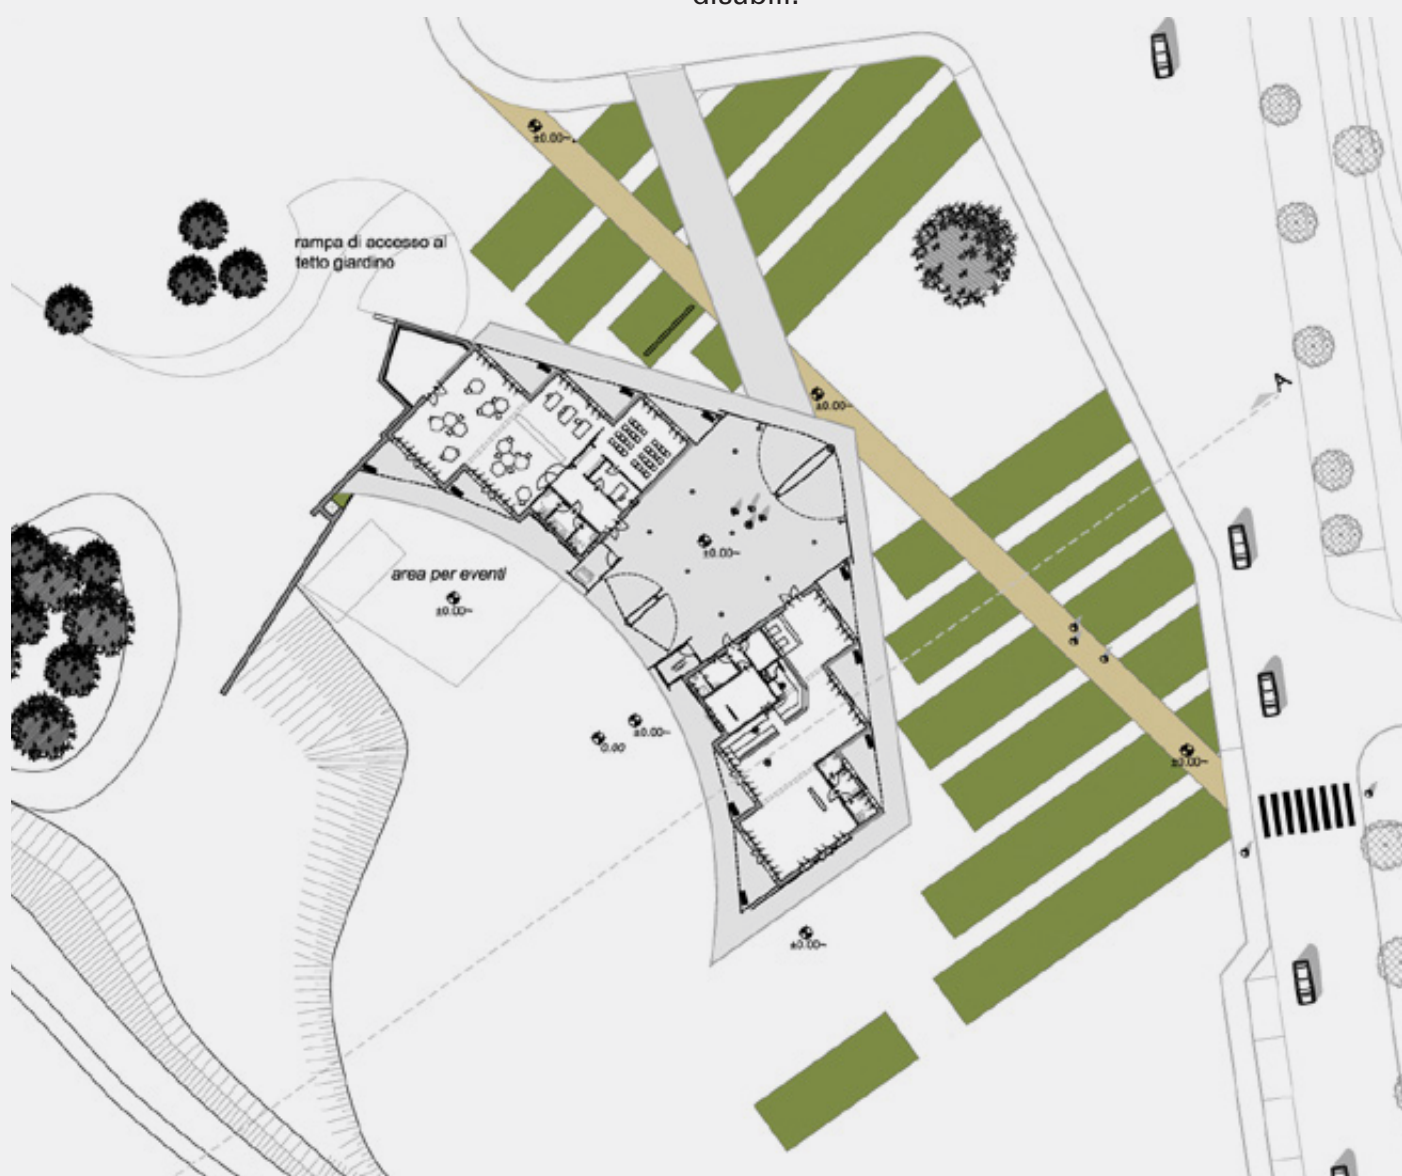 disabili.
±0.00
rampa di accesso al
tetto giardino
A
±0.00
±0.00
area per eventi
±0.00
±0.00
0.00
±0.00
±0.00